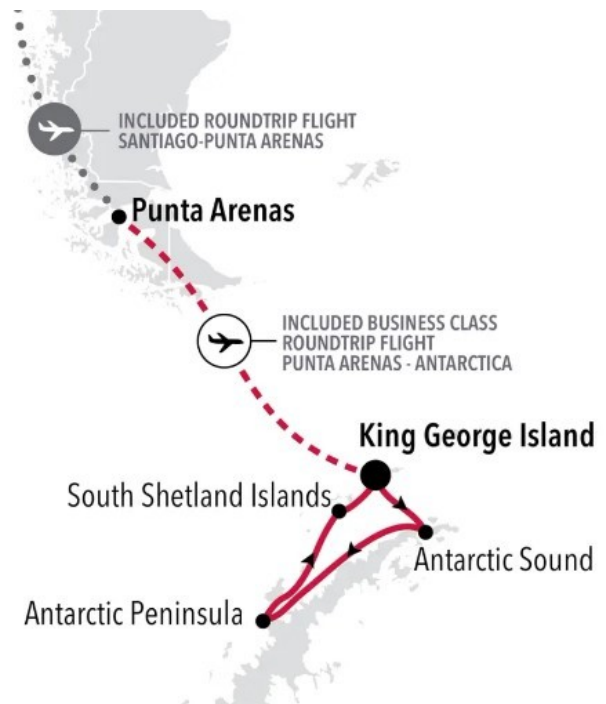 INCLUDED ROUNDTRIP FLIGHT
SANTIAGO-PUNTA ARENAS
Punta Arenas
INCLUDED BUSINESS CLASS
ROUNDTRIP FLIGHT
PUNTA ARENAS - ANTARCTICA
King George Island
South Shetland Islands
Antarctic Sound
Antarctic Peninsula